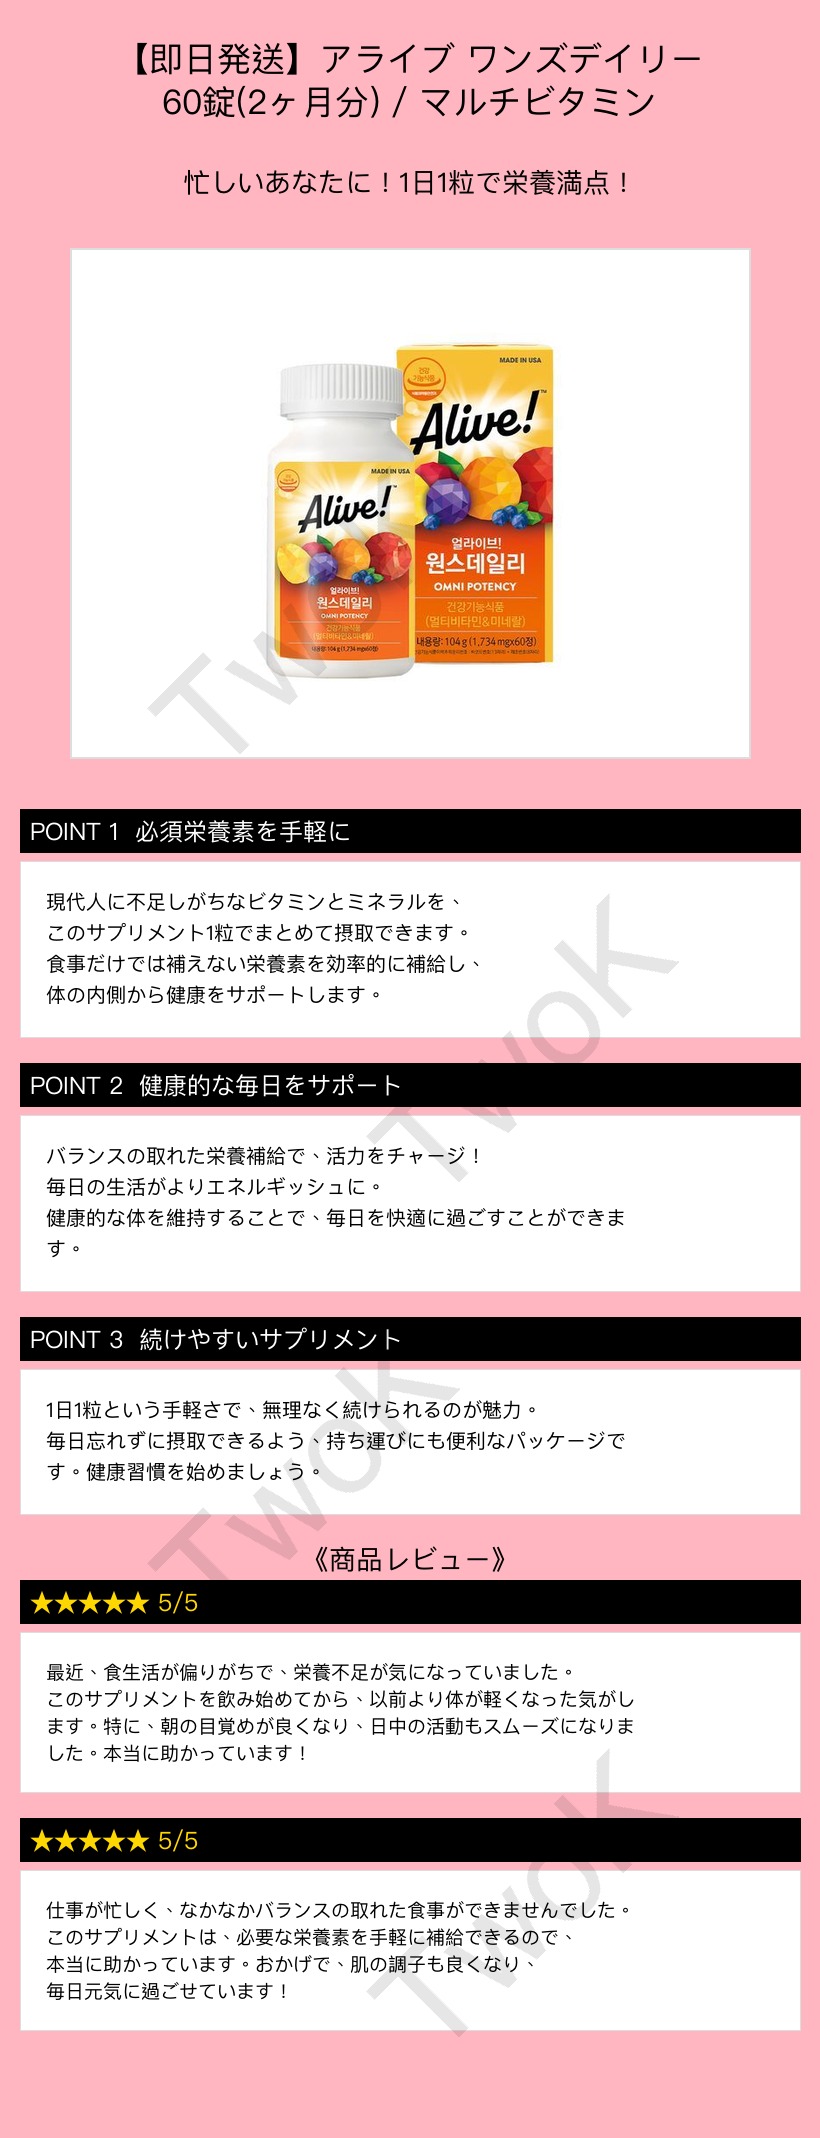 【即日発送】アライブ ワンズデイリー
60錠(2ヶ月分) / マルチビタミン
忙しいあなたに！1日1粒で栄養満点！
MADE IN USA
건강
기능식품
Alive!™
얼라이브!
원스데일리
OMNI POTENCY
건강기능식품
(멀티비타민&미네랄)
내용량: 104 g (1,734 mgx60정)
MADE IN USA
Alive!™
얼라이브!
원스데일리
OMNI POTENCY
건강기능식품
(멀티비타민&미네랄)
내용량: 104 g (1,734 mgx60정)
Twok
POINT 1 必須栄養素を手軽に
現代人に不足しがちなビタミンとミネラルを、
このサプリメント1粒でまとめて摂取できます。
食事だけでは補えない栄養素を効率的に補給し、
体の内側から健康をサポートします。
TwoK
POINT 2 健康的な毎日をサポート
バランスの取れた栄養補給で、活力をチャージ！
毎日の生活がよりエネルギッシュに。
健康的な体を維持することで、毎日を快適に過ごすことができま
す。
POINT 3 続けやすいサプリメント
1日1粒という手軽さで、無理なく続けられるのが魅力。
毎日忘れずに摂取できるよう、持ち運びにも便利なパッケージで
す。健康習慣を始めましょう。
TwoK
《商品レビュー》
★★★★★ 5/5
最近、食生活が偏りがちで、栄養不足が気になっていました。
このサプリメントを飲み始めてから、以前より体が軽くなった気がし
ます。特に、朝の目覚めが良くなり、日中の活動もスムーズになりま
した。本当に助かっています！
★★★★★ 5/5
仕事が忙しく、なかなかバランスの取れた食事ができませんでした。
このサプリメントは、必要な栄養素を手軽に補給できるので、
本当に助かっています。おかげで、肌の調子も良くなり、
毎日元気に過ごせています！
TwoK